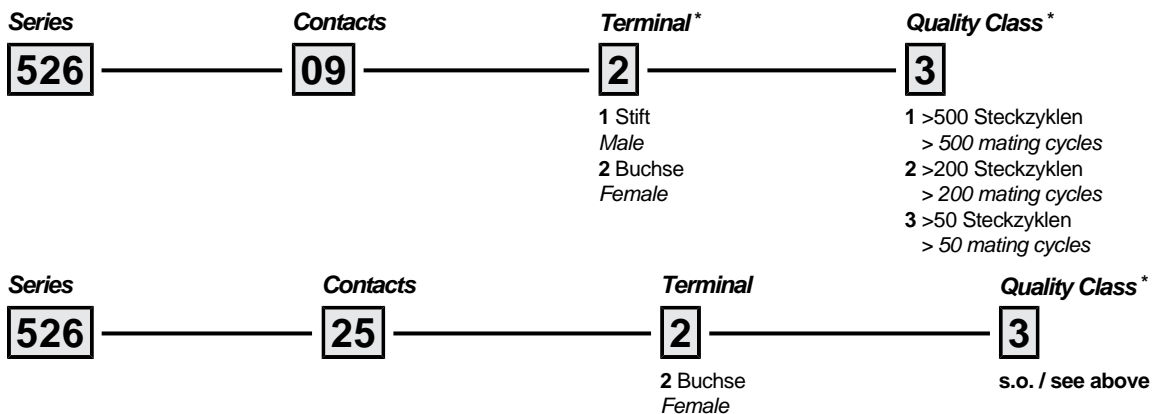 Series Contacts Terminal * Quality Class *
526 09 2 3
1 Stift
Male
2 Buchse
Female
1 >500 Steckzyklen
> 500 mating cycles
2 >200 Steckzyklen
> 200 mating cycles
3 >50 Steckzyklen
> 50 mating cycles
Series Contacts Terminal Quality Class *
526 25 2 3
2 Buchse
Female
s.o. / see above